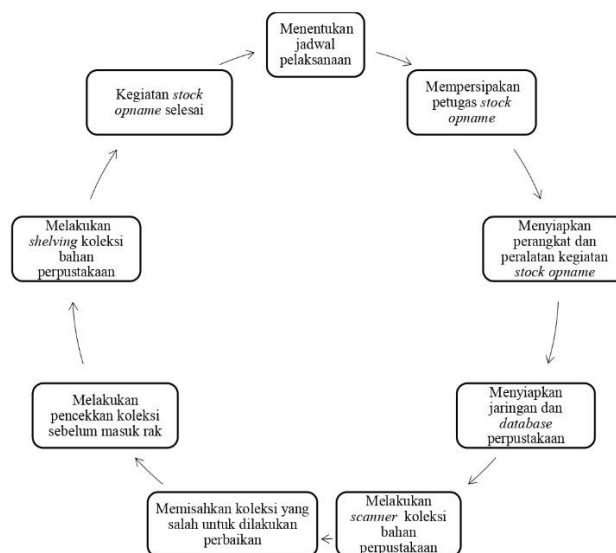 Menentukan
jadwal
pelaksanaan
Mempersipakan
petugas stock
opname
Menyiapkan
perangkat dan
peralatan kegiatan
stock opname
Menyiapkan
jaringan dan
database
perpustakaan
Melakukan
scanner koleksi
bahan
perpustakaan
Memisahkan koleksi yang
salah untuk dilakukan
perbaikan
Melakukan
pencekkan koleksi
sebelum masuk rak
Melakukan
shelving koleksi
bahan
perpustakaan
Kegiatan stock
opname selesai